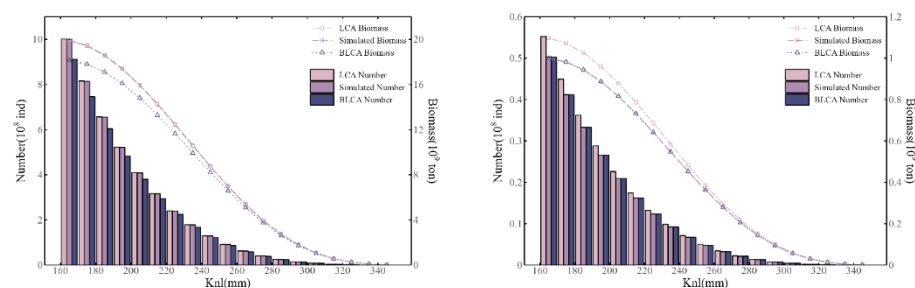 LCA Biomass
Simulated Biomass
BLCA Biomass
LCA Number
Simulated Number
BLCA Number
Number(10⁸ ind)
Biomass(10⁹ ton)
10
8
6
4
2
0
20
16
12
8
4
0
160 180 200 220 240 260 280 300 320 340
Knl(mm)
LCA Biomass
Simulated Biomass
BLCA Biomass
LCA Number
Simulated Number
BLCA Number
Number(10⁸ ind)
0.6
0.5
0.4
0.3
0.2
0.1
0
1.2
1
0.8
0.6
0.4
0.2
0
160 180 200 220 240 260 280 300 320 340
Knl(mm)